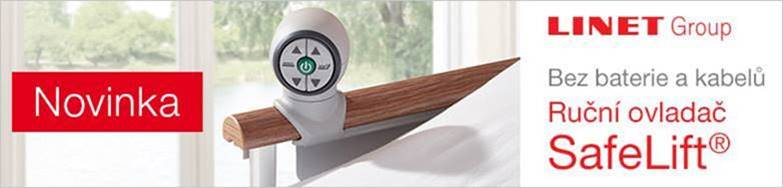 Novinka
LINET Group
Bez baterie a kabelů
Ruční ovladač
SafeLift®